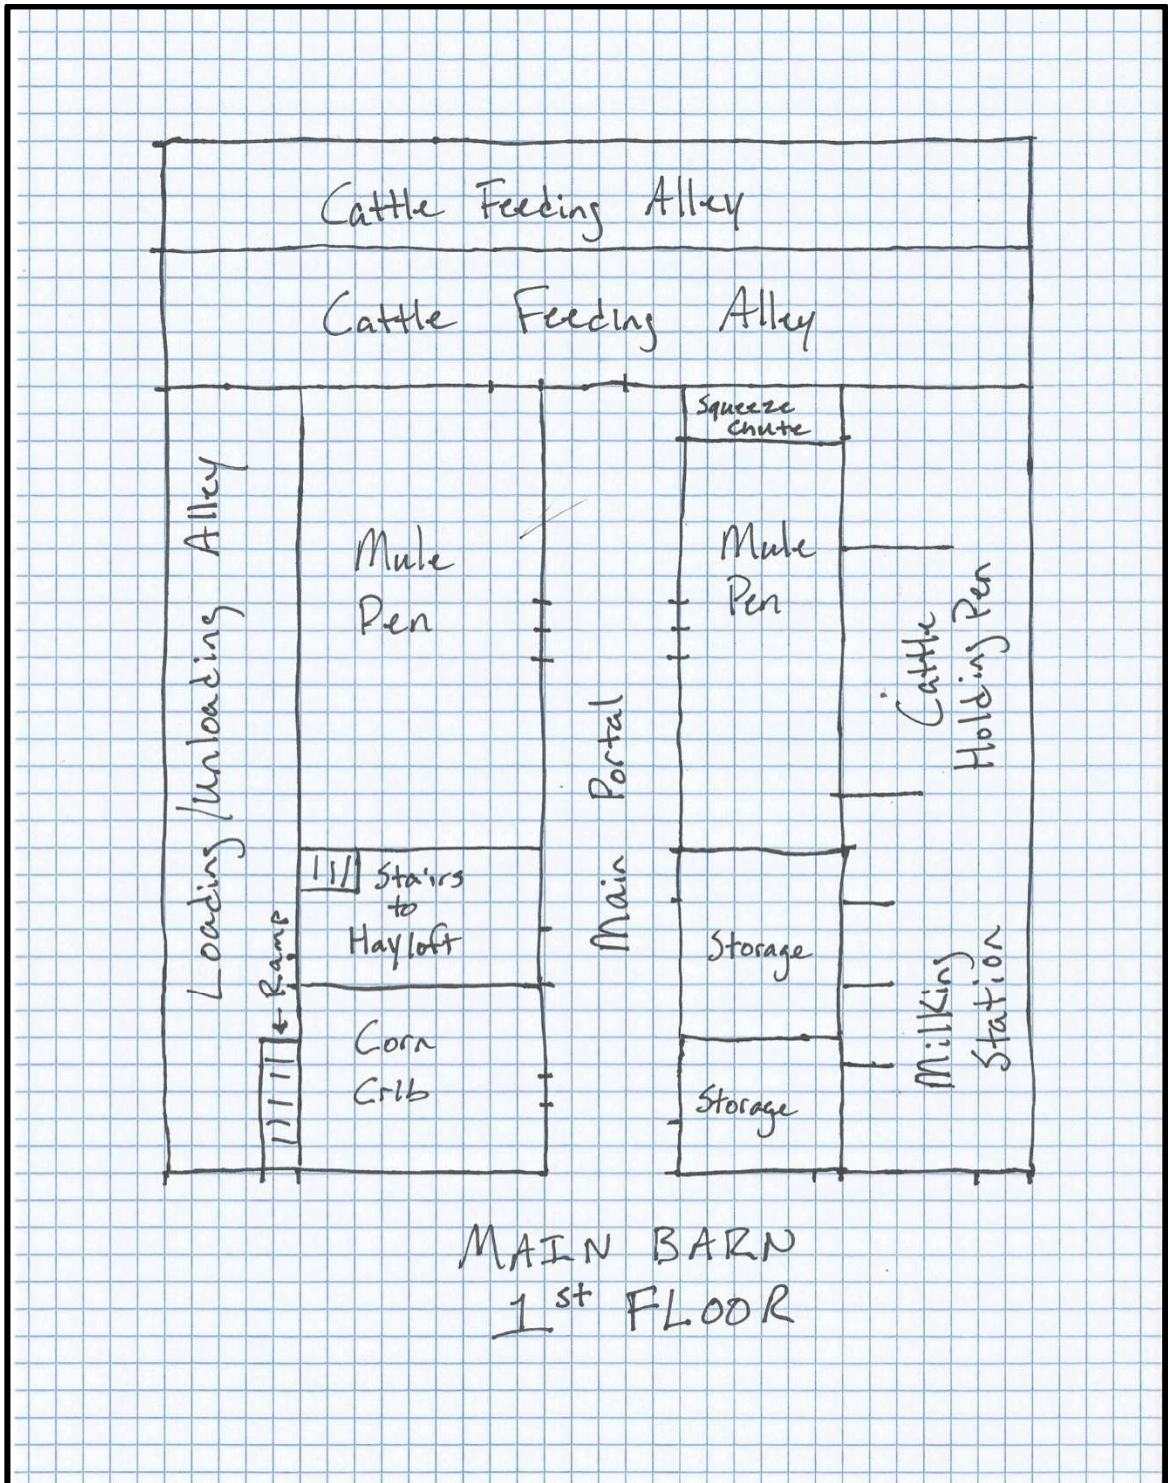 Cattle Feeding Alley
Cattle Feeding Alley
Loading/Unloading Alley
Mule
Pen
Main Portal
Squeeze
Chute
Mule
Pen
Cattle
Holding Pen
Stairs
to
Hayloft
← Ramp
Corn
Crib
Storage
Storage
Milking
Station
MAIN BARN
1st FLOOR